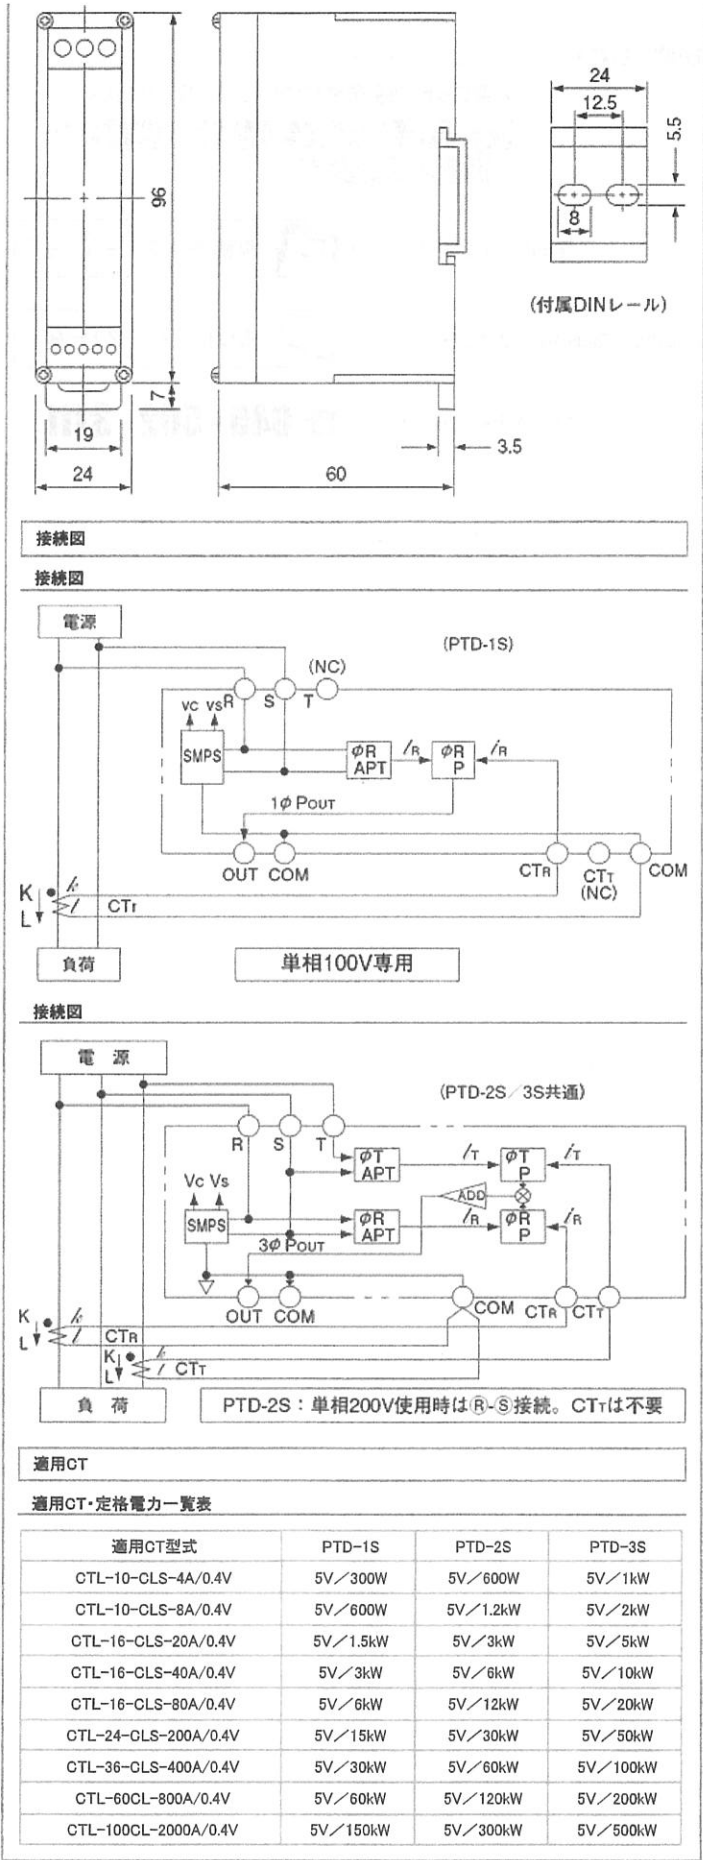 96
7
19
24
60
3.5
24
12.5
5.5
8
(付属DINレール)
接続図
接続図
電源
(PTD-1S)
(NC)
R S T
vc vs
SMPS
φR
APT
iR
φR
P
iR
1φ POUT
OUT COM
CTR CTT COM
(NC)
K k
L l CTr
負荷
単相100V専用
接続図
電 源
(PTD-2S/3S共通)
R S T
φT
APT
iT
φT
P
iT
Vc Vs
SMPS
ADD
φR
APT
iR
φR
P
iR
3φ POUT
OUT COM
COM CTR CTT
K k
L l CTR
K k
L l CTT
負 荷
PTD-2S:単相200V使用時はⓇ-Ⓢ接続。CTTは不要
適用CT
適用CT・定格電力一覧表
適用CT型式 PTD-1S PTD-2S PTD-3S
CTL-10-CLS-4A/0.4V 5V/300W 5V/600W 5V/1kW
CTL-10-CLS-8A/0.4V 5V/600W 5V/1.2kW 5V/2kW
CTL-16-CLS-20A/0.4V 5V/1.5kW 5V/3kW 5V/5kW
CTL-16-CLS-40A/0.4V 5V/3kW 5V/6kW 5V/10kW
CTL-16-CLS-80A/0.4V 5V/6kW 5V/12kW 5V/20kW
CTL-24-CLS-200A/0.4V 5V/15kW 5V/30kW 5V/50kW
CTL-36-CLS-400A/0.4V 5V/30kW 5V/60kW 5V/100kW
CTL-60CL-800A/0.4V 5V/60kW 5V/120kW 5V/200kW
CTL-100CL-2000A/0.4V 5V/150kW 5V/300kW 5V/500kW